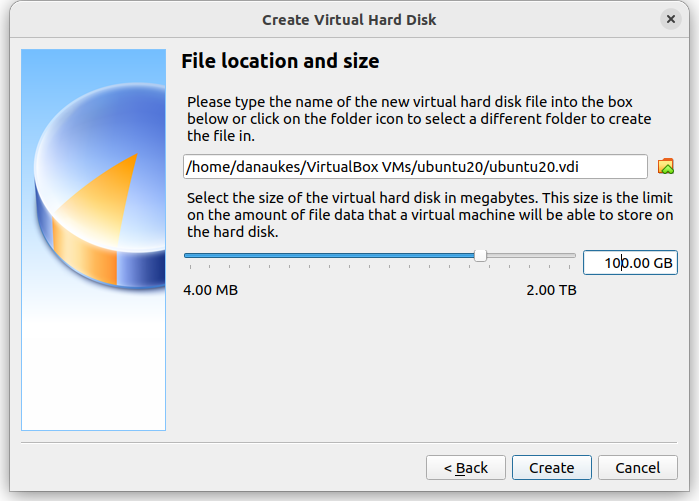 Create Virtual Hard Disk
File location and size
Please type the name of the new virtual hard disk file into the box
below or click on the folder icon to select a different folder to create
the file in.
/home/danaukes/VirtualBox VMs/ubuntu20/ubuntu20.vdi
Select the size of the virtual hard disk in megabytes. This size is the limit
on the amount of file data that a virtual machine will be able to store on
the hard disk.
100.00 GB
4.00 MB 2.00 TB
< Back Create Cancel